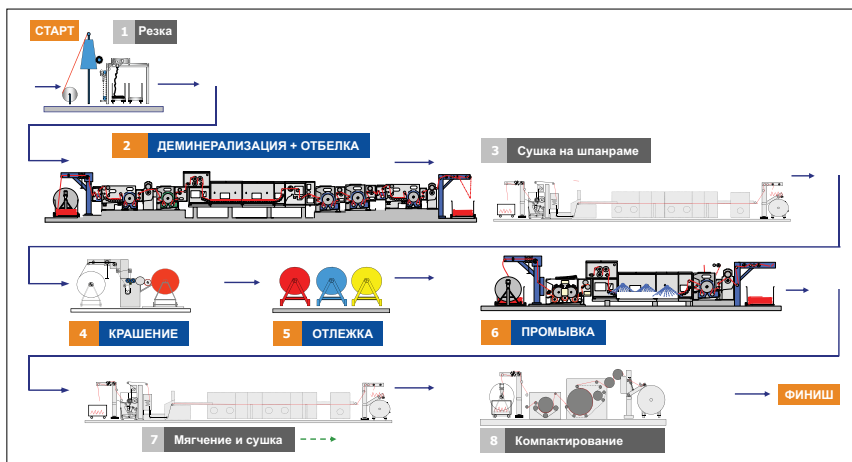 СТАРТ
1 Резка
2 ДЕМИНЕРАЛИЗАЦИЯ + ОТБЕЛКА
3 Сушка на шпанраме
4 КРАШЕНИЕ
5 ОТЛЕЖКА
6 ПРОМЫВКА
7 Мягчение и сушка
8 Компактирование
ФИНИШ